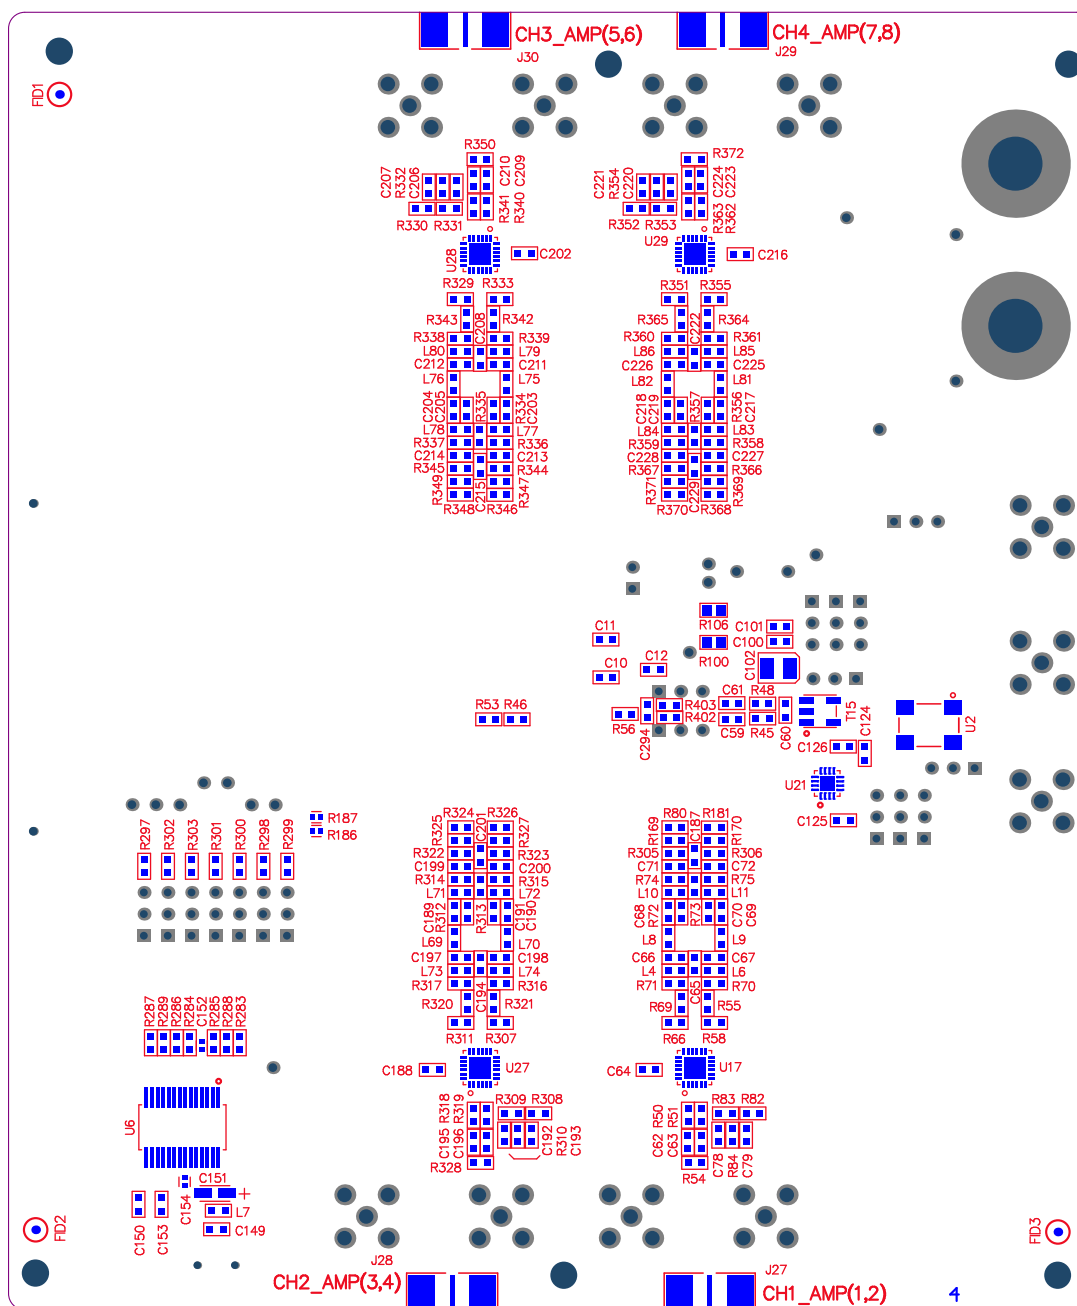 CH3_AMP(5,6)
CH4_AMP(7,8)
J30
J29
FID1
R350
R372
C207
R332
C206
C210
C209
C221
R354
C220
C224
C223
R341
R340
R363
R362
R330
R331
R352
R353
U28
C202
U29
C216
R329
R333
R351
R355
R343
C208
R342
R365
C222
R364
R338
R339
R360
R361
L80
L79
L86
L85
C212
C211
C226
C225
L76
L75
L82
L81
C204
C205
R335
R334
C203
C218
C219
R357
R356
C217
L78
L77
L84
L83
R337
R336
R359
R358
C214
C213
C228
C227
R345
R344
R367
R366
R349
C215
R347
R371
C229
R369
R348
R346
R370
R368
C11
R106
C101
C100
C10
C12
R100
C102
R53
R46
R56
C294
R403
R402
C61
C59
R48
R45
C60
T15
C124
U2
C126
U21
C125
R297
R302
R303
R301
R300
R298
R299
R187
R186
R324
R326
R80
R181
R325
C201
R327
R169
C187
R170
R322
R323
R305
R306
C199
C200
C71
C72
R314
R315
R74
R75
L71
L72
L10
L11
C189
R312
R313
C191
C190
C68
R72
R73
C70
C69
L69
L70
L8
L9
C197
C198
C66
C67
L73
L74
L4
L6
R317
R316
R71
R70
R320
C194
R321
R69
C65
R55
R311
R307
R66
R58
R287
R289
R286
R284
C152
R285
R288
R283
C188
U27
C64
U17
U6
R318
R319
R309
R308
R50
R51
R83
R82
C195
C196
C192
R310
C193
C62
C63
C78
R84
C79
R328
R54
C151
+
C154
L7
C150
C153
C149
FID2
FID3
J28
J27
CH2_AMP(3,4)
CH1_AMP(1,2)
4